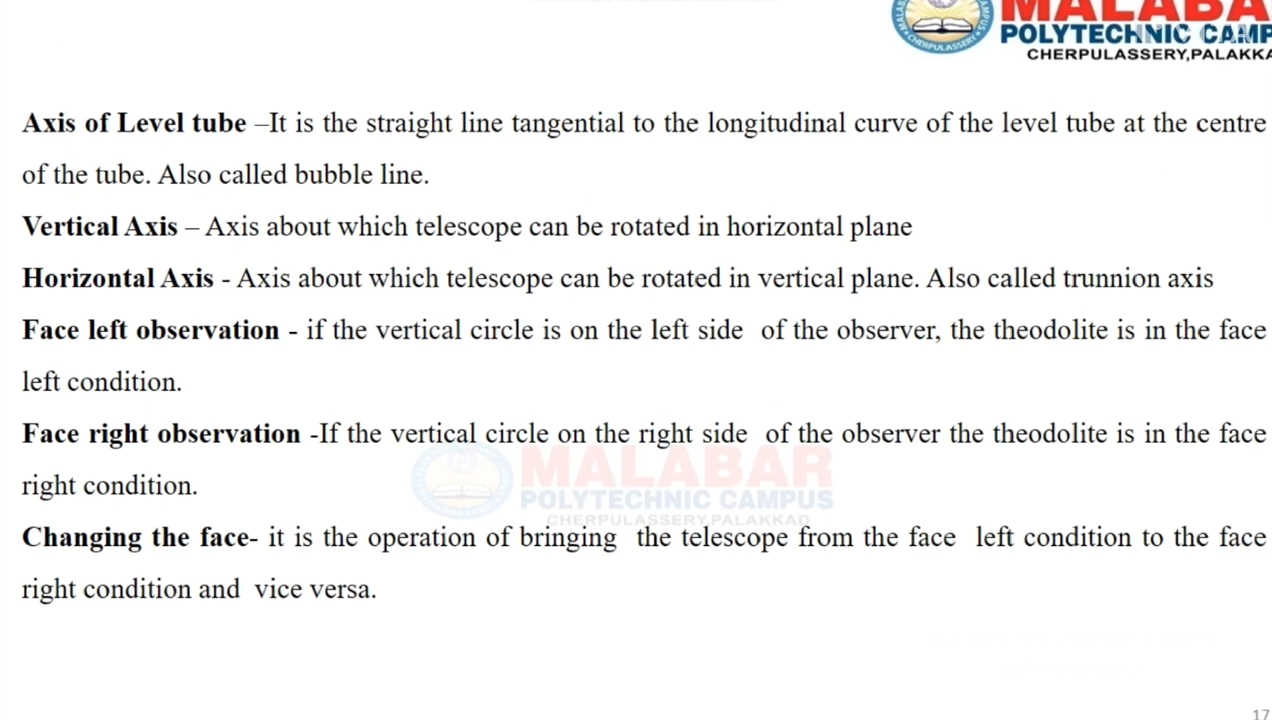 MALABA
POLYTECHNIC CAMP
CHERPULASSERY,PALAKKA
Axis of Level tube –It is the straight line tangential to the longitudinal curve of the level tube at the centre
of the tube. Also called bubble line.
Vertical Axis – Axis about which telescope can be rotated in horizontal plane
Horizontal Axis - Axis about which telescope can be rotated in vertical plane. Also called trunnion axis
Face left observation - if the vertical circle is on the left side of the observer, the theodolite is in the face
left condition.
Face right observation -If the vertical circle on the right side of the observer the theodolite is in the face
MALABAR
right condition.
POLYTECHNIC CAMPUS
CHERPULASSERY,PALAKKAD
Changing the face- it is the operation of bringing the telescope from the face left condition to the face
right condition and vice versa.
17